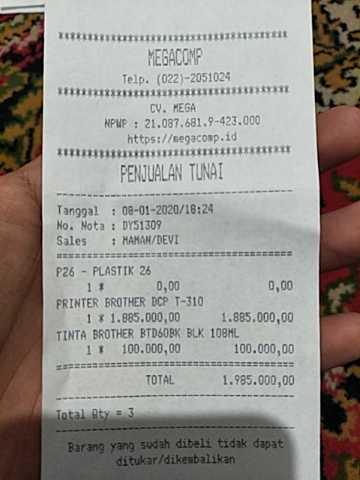 ************************************
MEGACOMP
Telp. (022)-2051024
************************************
CV. MEGA
NPWP : 21.087.681.9-423.000
https://megacomp.id
************************************
PENJUALAN TUNAI
------------------------------------
Tanggal : 08-01-2020/18:24
No. Nota : DY51309
Sales : MAMAN/DEVI
====================================
P26 - PLASTIK 26
1 * 0,00 0,00
PRINTER BROTHER DCP T-310
1 * 1.885.000,00 1.885.000,00
TINTA BROTHER BTD60BK BLK 108ML
1 * 100.000,00 100.000,00
====================================
TOTAL 1.985.000,00
------------------------------------
Total Qty = 3
------------------------------------
Barang yang sudah dibeli tidak dapat
ditukar/dikembalikan